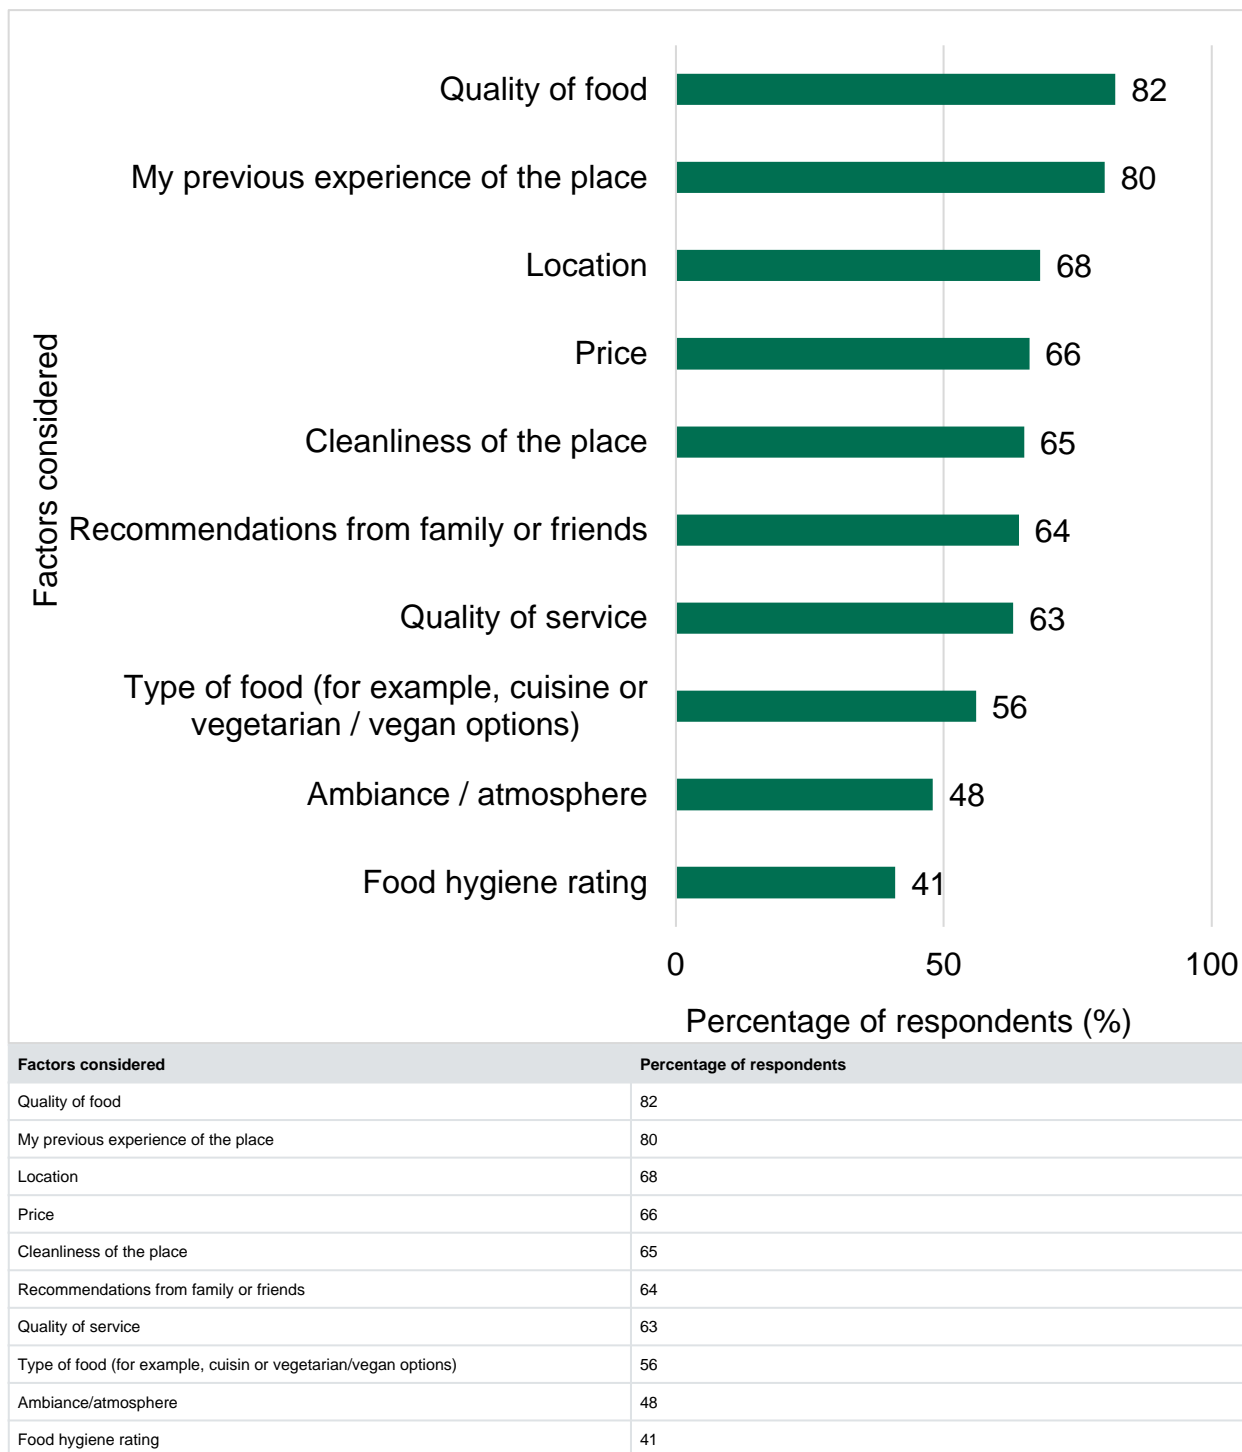 Factors considered
Quality of food 82
My previous experience of the place 80
Location 68
Price 66
Cleanliness of the place 65
Recommendations from family or friends 64
Quality of service 63
Type of food (for example, cuisine or
vegetarian / vegan options) 56
Ambiance / atmosphere 48
Food hygiene rating 41
0 50 100
Percentage of respondents (%)
Factors considered Percentage of respondents
Quality of food 82
My previous experience of the place 80
Location 68
Price 66
Cleanliness of the place 65
Recommendations from family or friends 64
Quality of service 63
Type of food (for example, cuisin or vegetarian/vegan options) 56
Ambiance/atmosphere 48
Food hygiene rating 41